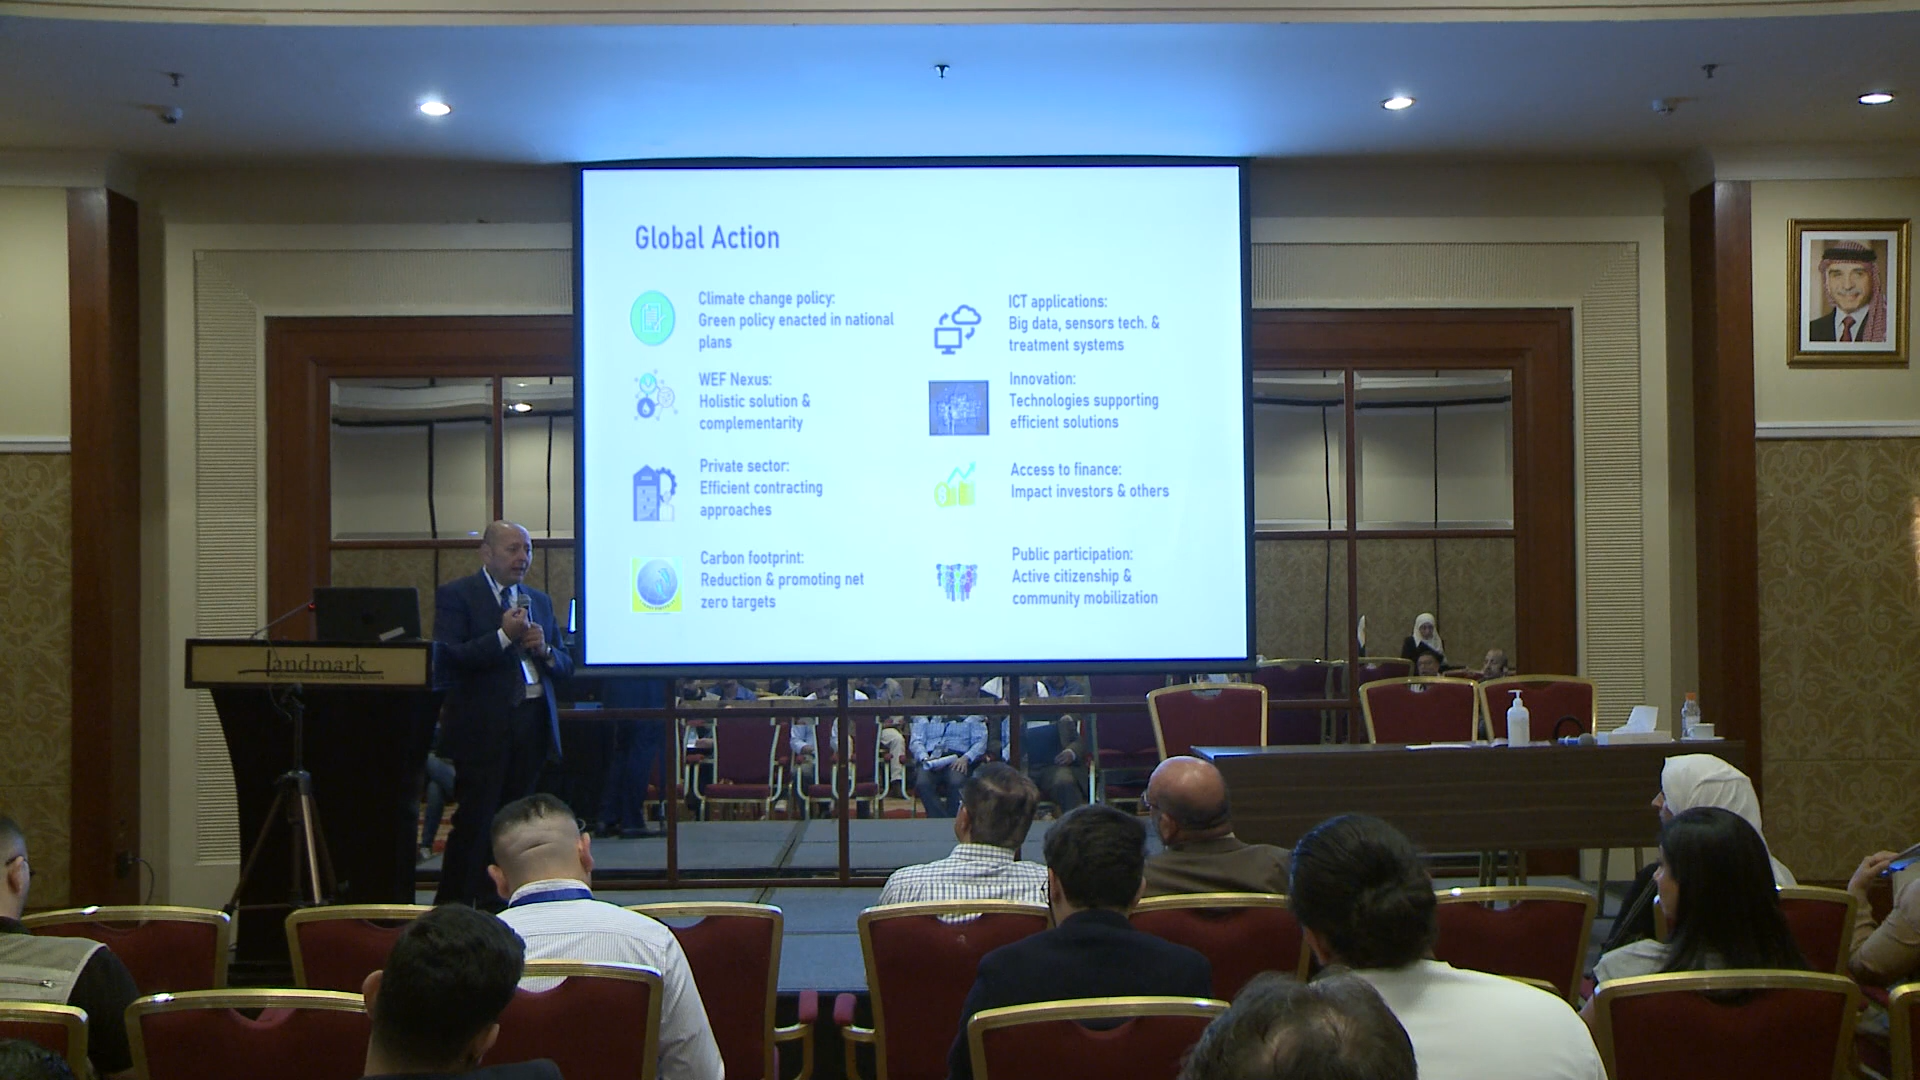 Global Action
Climate change policy:
Green policy enacted in national
plans
WEF Nexus:
Holistic solution &
complementarity
Private sector:
Efficient contracting
approaches
Carbon footprint:
Reduction & promoting net
zero targets
ICT applications:
Big data, sensors tech. &
treatment systems
Innovation:
Technologies supporting
efficient solutions
Access to finance:
Impact investors & others
Public participation:
Active citizenship &
community mobilization
landmark